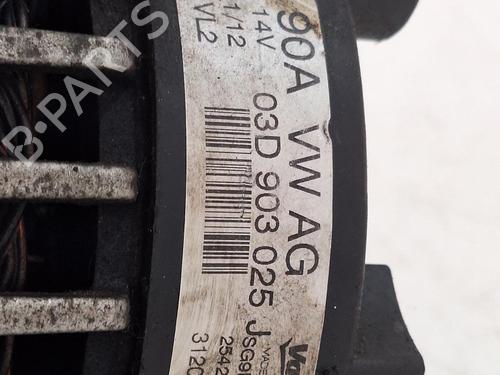 90A VW AG
14V 03D 903 025 J
1/12
VL2
B-PARTS